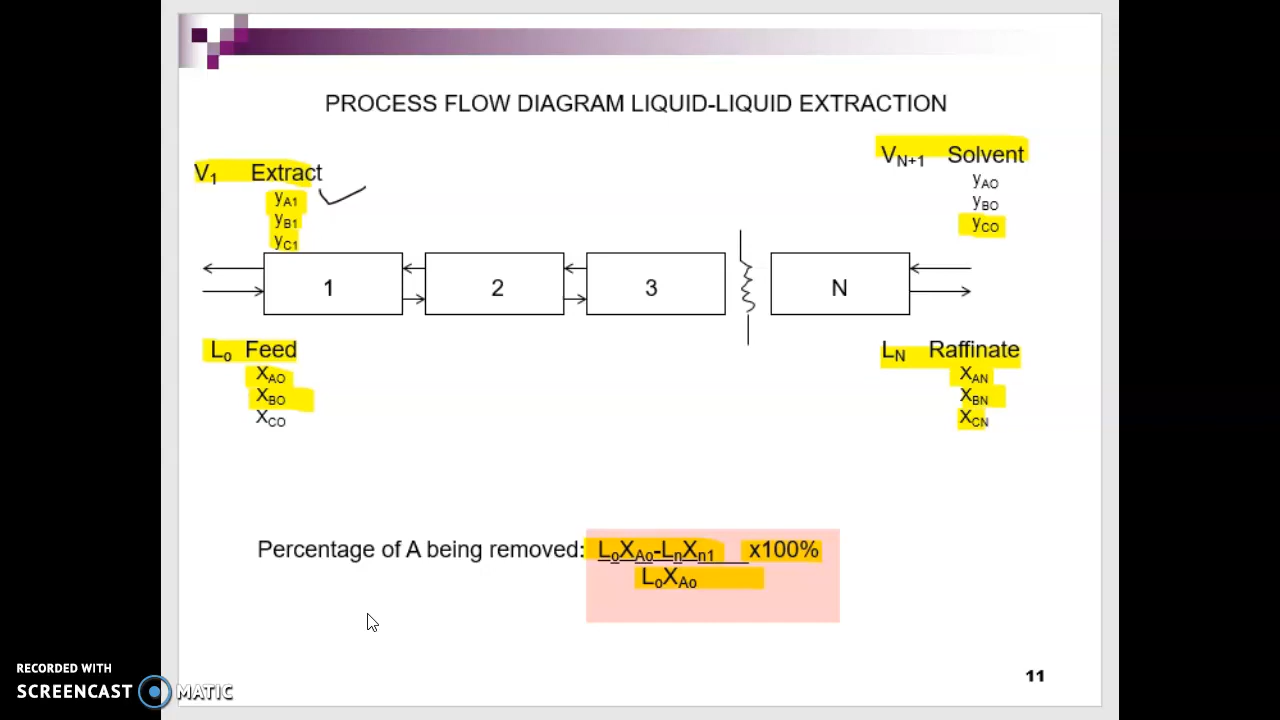 PROCESS FLOW DIAGRAM LIQUID-LIQUID EXTRACTION
V1 Extract
yA1
yB1
yC1
VN+1 Solvent
yAO
yBO
yCO
1
2
3
N
Lo Feed
XAO
XBO
XCO
LN Raffinate
XAN
XBN
XCN
Percentage of A being removed: LoXAo-LnXn1 x100%
LoXAo
11
RECORDED WITH
SCREENCAST MATIC